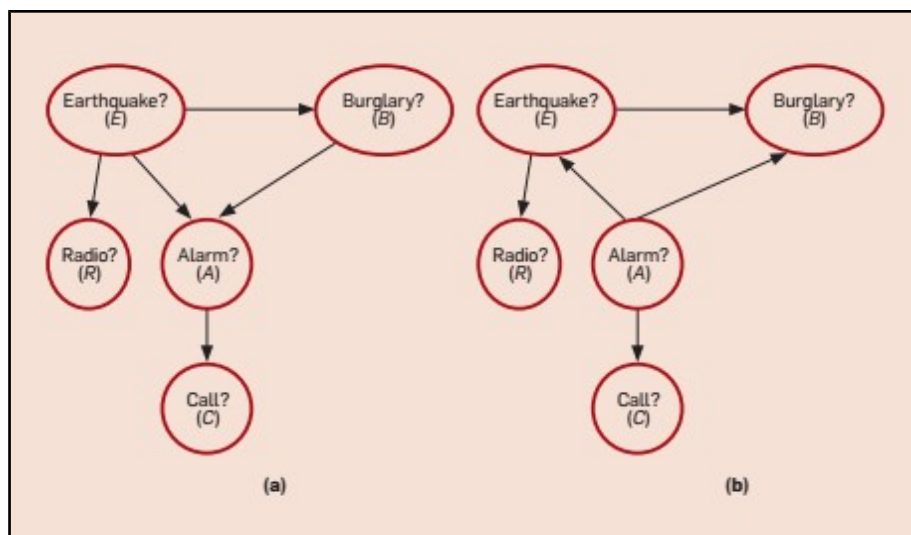 Earthquake?
(E)
Burglary?
(B)
Radio?
(R)
Alarm?
(A)
Call?
(C)
(a)
Earthquake?
(E)
Burglary?
(B)
Radio?
(R)
Alarm?
(A)
Call?
(C)
(b)